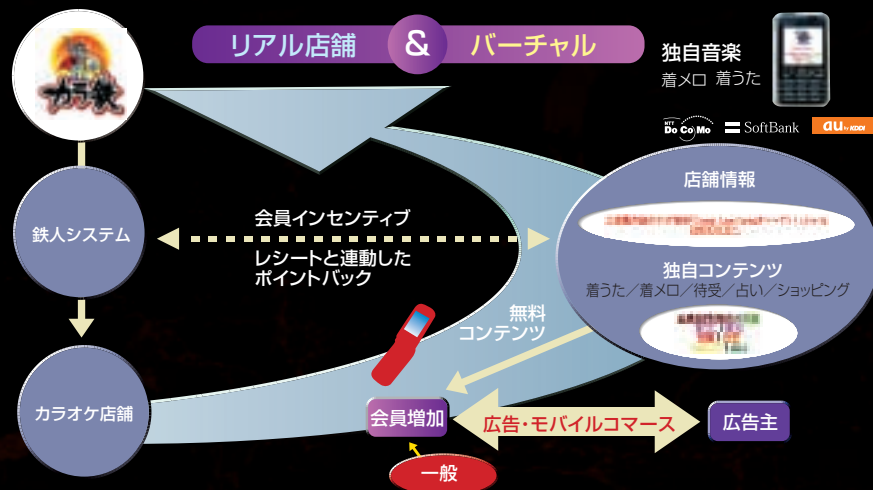 リアル店舗 & バーチャル
カラ鉄
独自音楽
着メロ 着うた
NTT DoCoMo
SoftBank
au by KDDI
店舗情報
鉄人システム
会員インセンティブ
レシートと連動した
ポイントバック
独自コンテンツ
着うた／着メロ／待受／占い／ショッピング
無料
コンテンツ
カラオケ店舗
会員増加
広告・モバイルコマース
広告主
一般